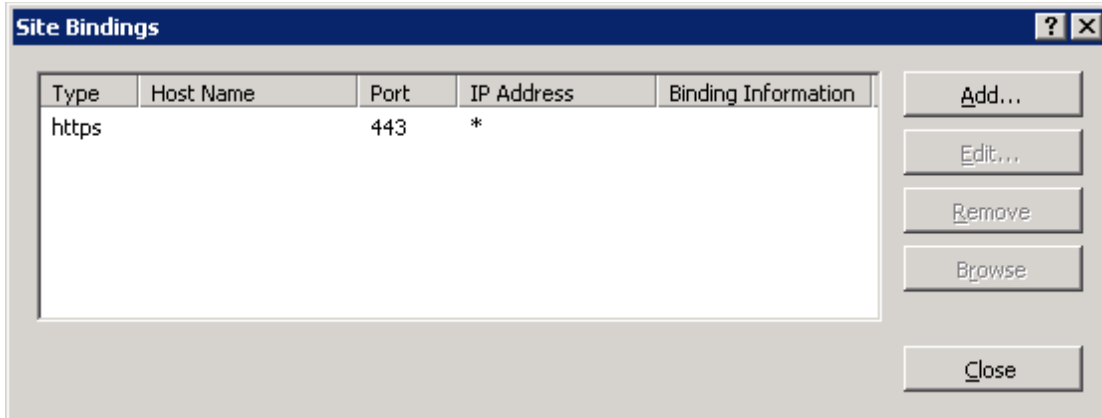 Site Bindings
Type Host Name Port IP Address Binding Information
https 443 *
Add...
Edit...
Remove
Browse
Close